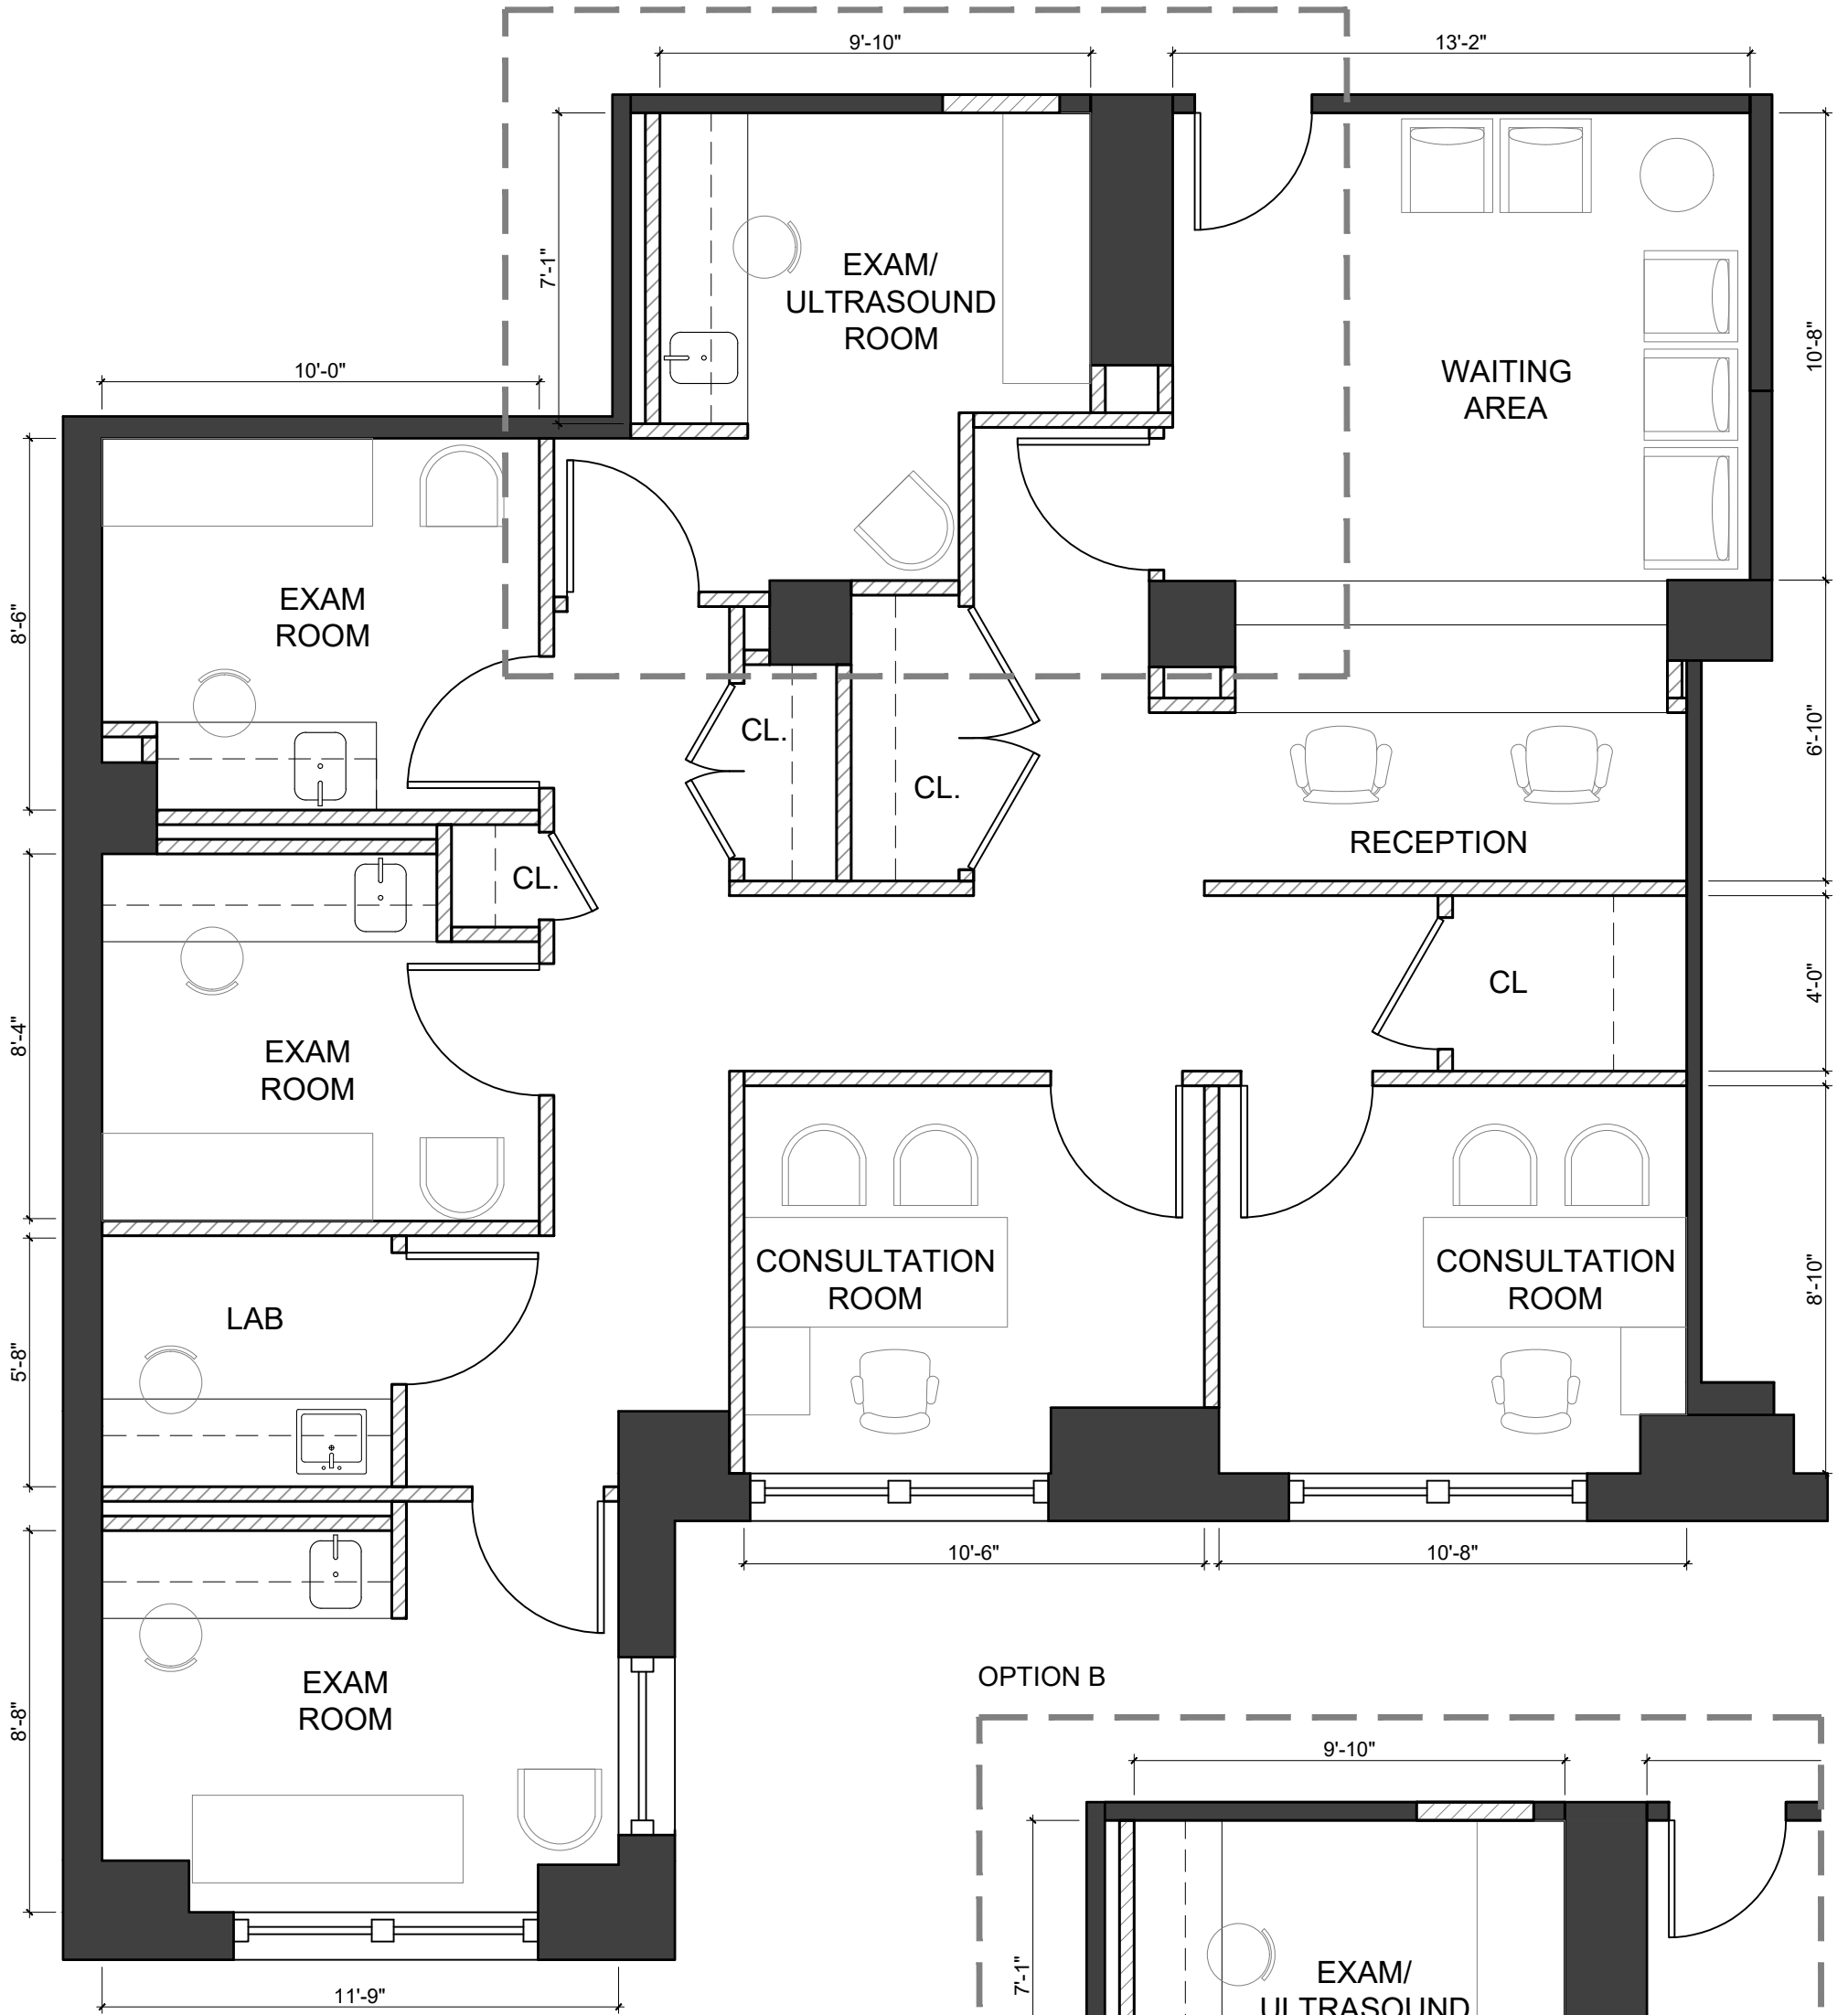 9'-10"
13'-2"
7'-1"
EXAM/
ULTRASOUND
ROOM
10'-8"
10'-0"
WAITING
AREA
8'-6"
EXAM
ROOM
CL.
CL.
6'-10"
RECEPTION
CL.
8'-4"
EXAM
ROOM
CL
4'-0"
CONSULTATION
ROOM
CONSULTATION
ROOM
8'-10"
LAB
5'-8"
10'-6"
10'-8"
EXAM
ROOM
8'-8"
11'-9"
OPTION B
9'-10"
7'-1"
EXAM/
ULTRASOUND